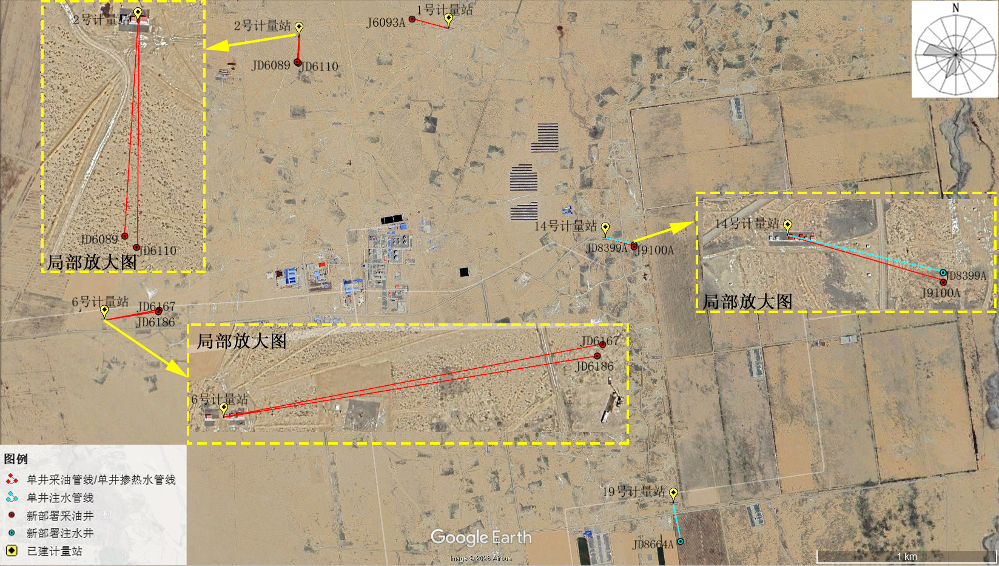 2号计量站
JD6089
JD6110
局部放大图
2号计量站
JD6089
JD6110
1号计量站
J6093A
N
14号计量站
JD8399A
J9100A
14号计量站
JD8399A
J9100A
局部放大图
6号计量站
JD6167
JD6186
局部放大图
JD6167
JD6186
6号计量站
图例
单井采油管线/单井掺热水管线
单井注水管线
新部署采油井
新部署注水井
已建计量站
19号计量站
JD8664A
Google Earth
Image © 2026 Airbus
1 km